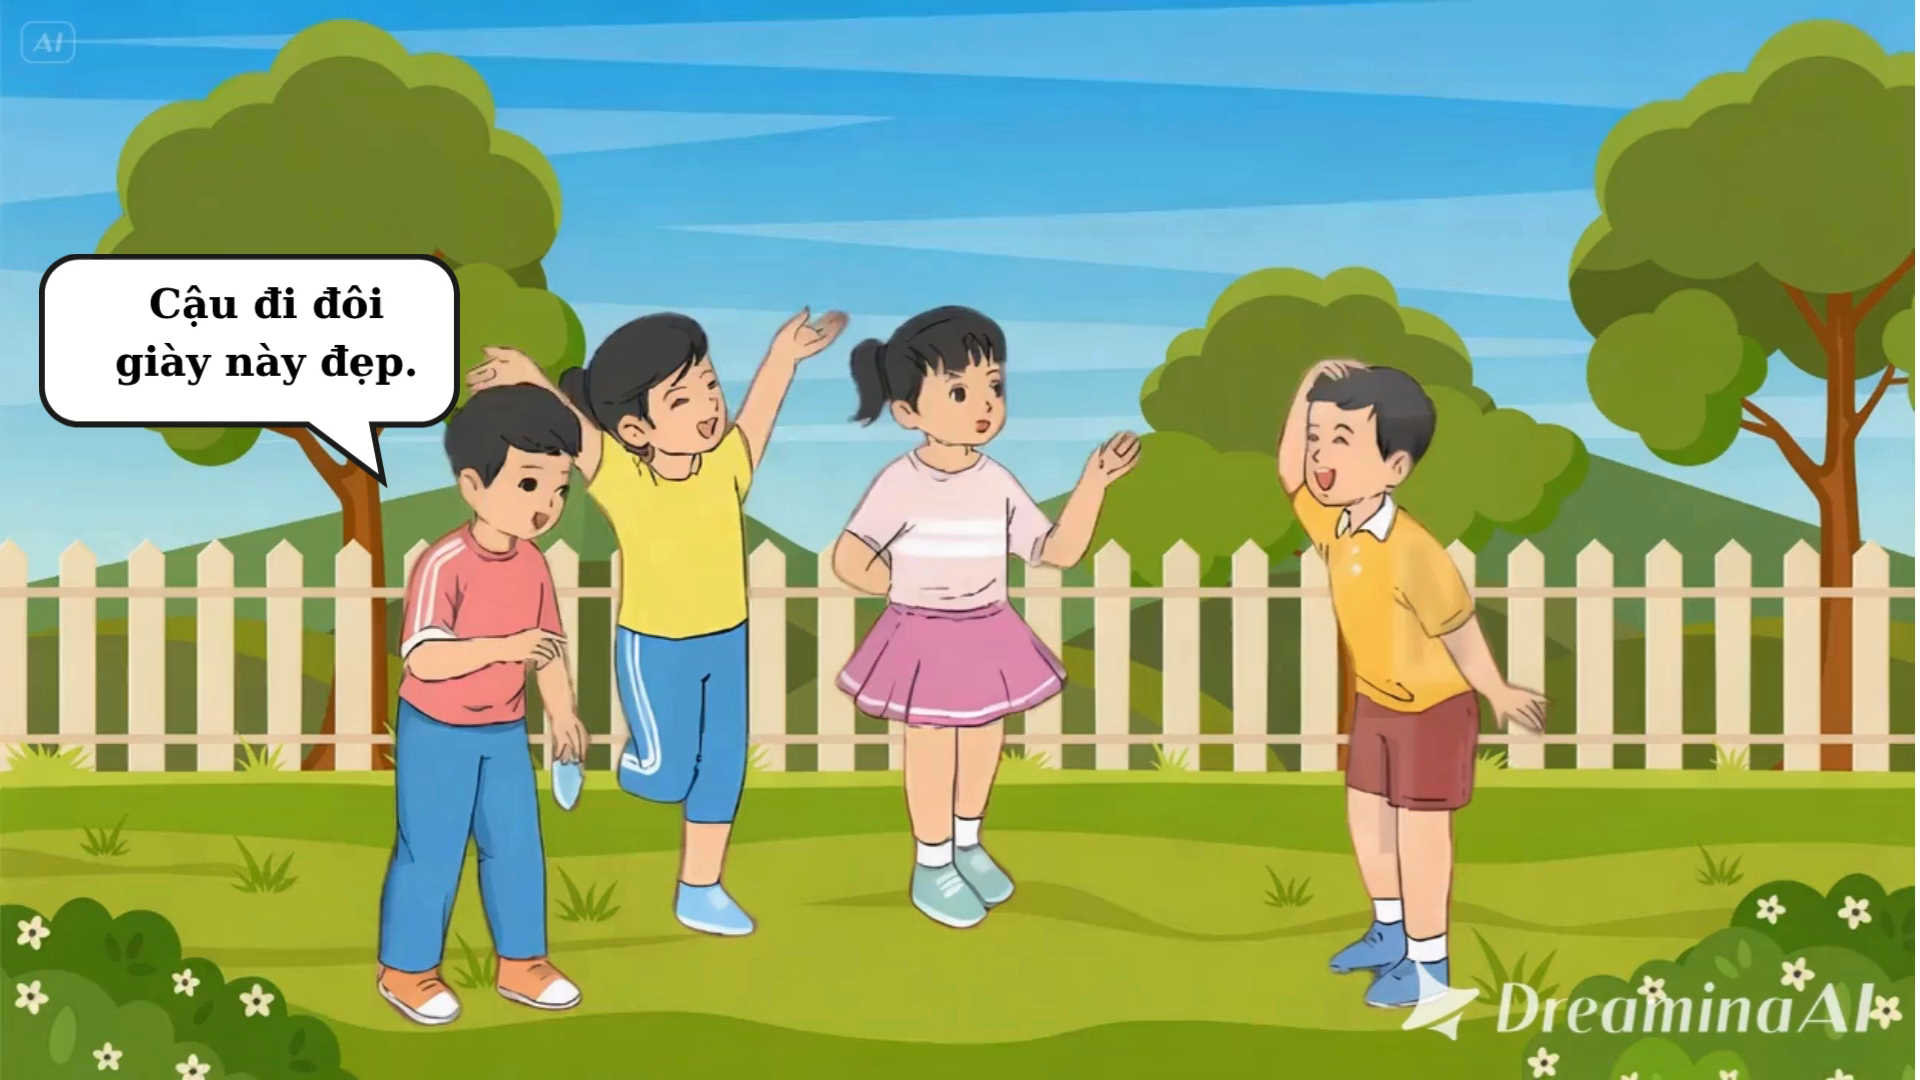 AI
Cậu đi đôi
giày này đẹp.
DreaminaAI